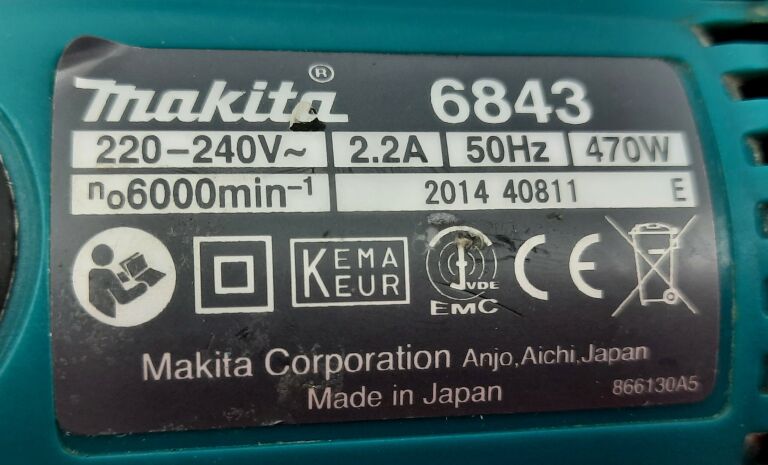 makita® 6843
220-240V~ 2.2A 50Hz 470W
n₀6000min⁻¹ 2014 40811 E
KEMA
KEUR
VDE
EMC
CE
Makita Corporation Anjo, Aichi, Japan
Made in Japan 866130A5